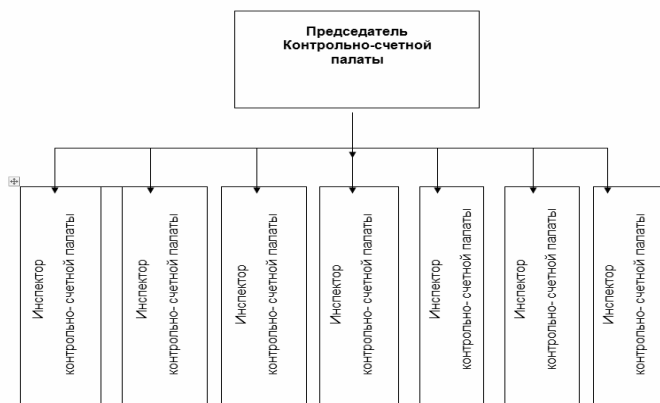 Председатель
Контрольно-счетной
палаты
Инспектор
контрольно- счетной палаты
Инспектор
контрольно- счетной палаты
Инспектор
контрольно- счетной палаты
Инспектор
контрольно- счетной палаты
Инспектор
контрольно- счетной палаты
Инспектор
контрольно- счетной палаты
Инспектор
контрольно- счетной палаты